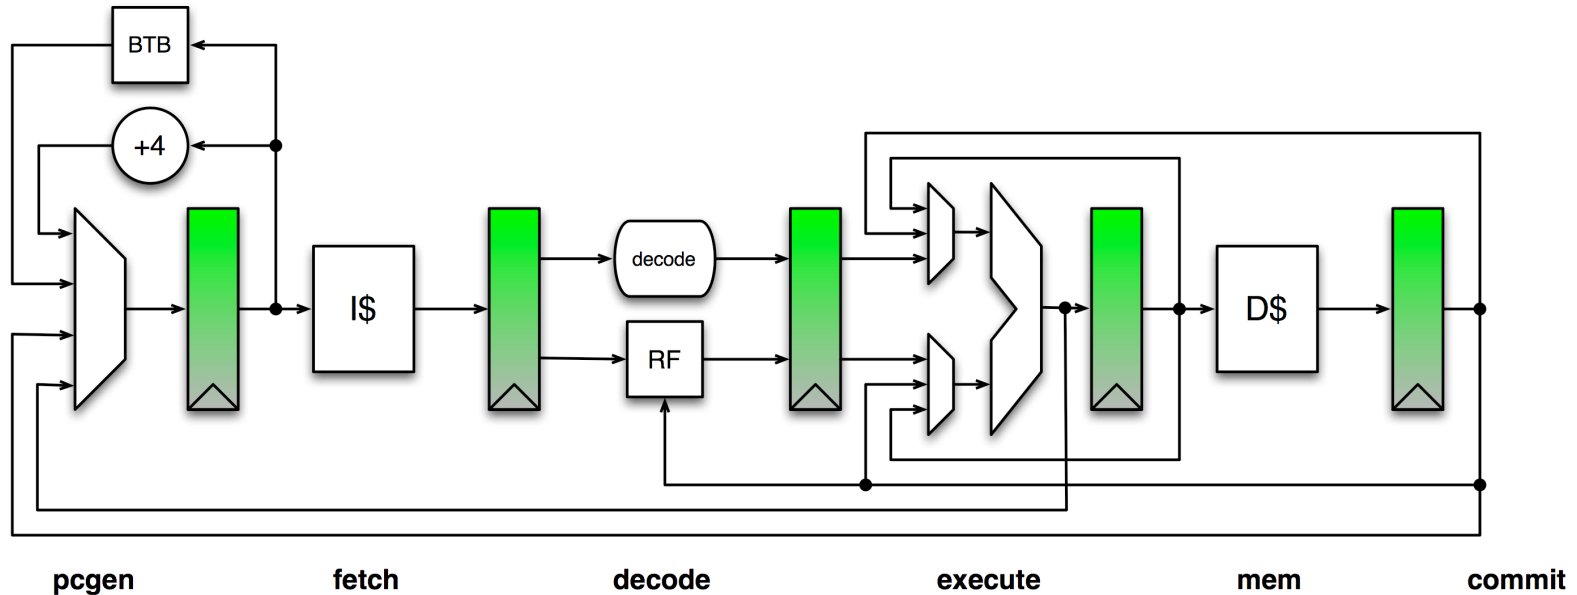 BTB
+4
I$
decode
RF
D$
pcgen fetch decode execute mem commit